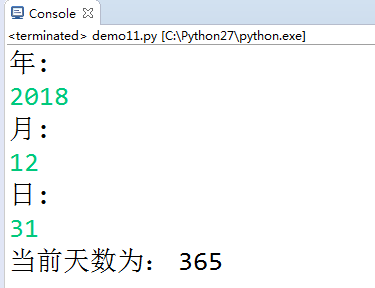 Console
<terminated> demo11.py [C:\Python27\python.exe]
年:
2018
月:
12
日:
31
当前天数为： 365